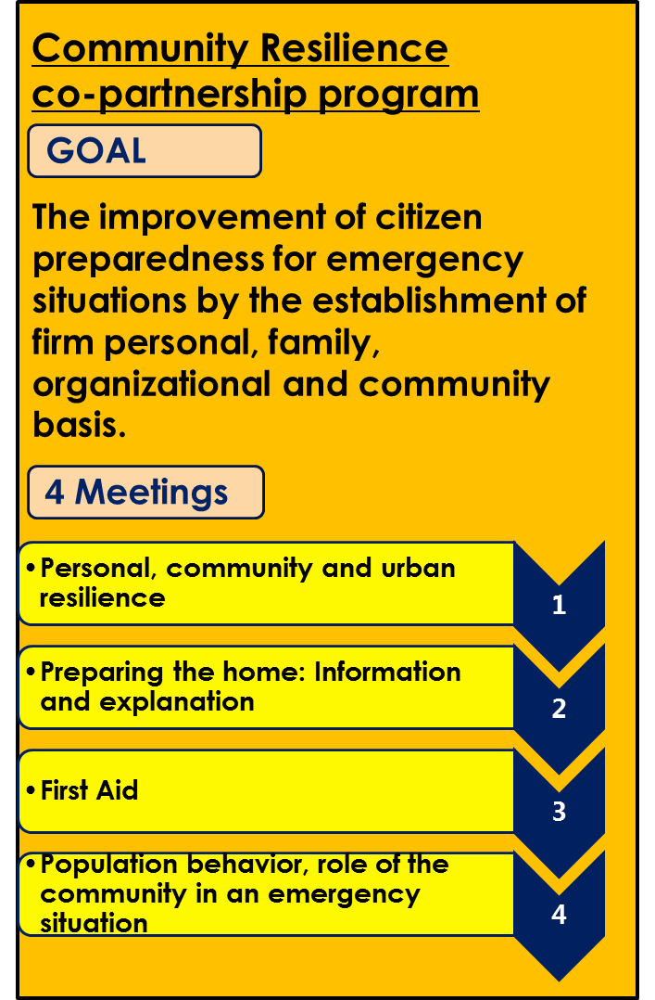 Community Resilience
co-partnership program
GOAL
The improvement of citizen
preparedness for emergency
situations by the establishment of
firm personal, family,
organizational and community
basis.
4 Meetings
•Personal, community and urban
resilience
1
•Preparing the home: Information
and explanation
2
•First Aid
3
•Population behavior, role of the
community in an emergency
situation
4